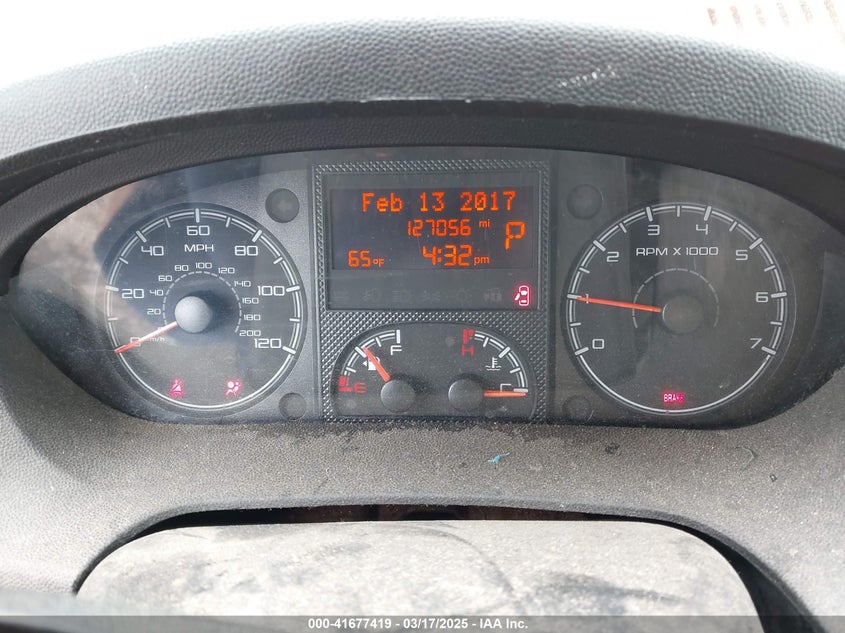 Feb 13 2017
127056 mi
P
65°F
4:32 pm
0 20 40 60 80 100 120
MPH
20 40 60 80 100 120 140 160 200
km/h
E F
H C
0 1 2 3 4 5 6 7
RPM X 1000
BRAKE
000-41677419 - 03/17/2025 - IAA Inc.